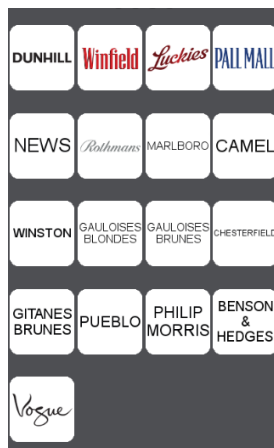 DUNHILL
Winfield
Luckies
PALL MALL
NEWS
Rothmans
MARLBORO
CAMEL
WINSTON
GAULOISES
BLONDES
GAULOISES
BRUNES
CHESTERFIELD
GITANES
BRUNES
PUEBLO
PHILIP
MORRIS
BENSON
&
HEDGES
Vogue